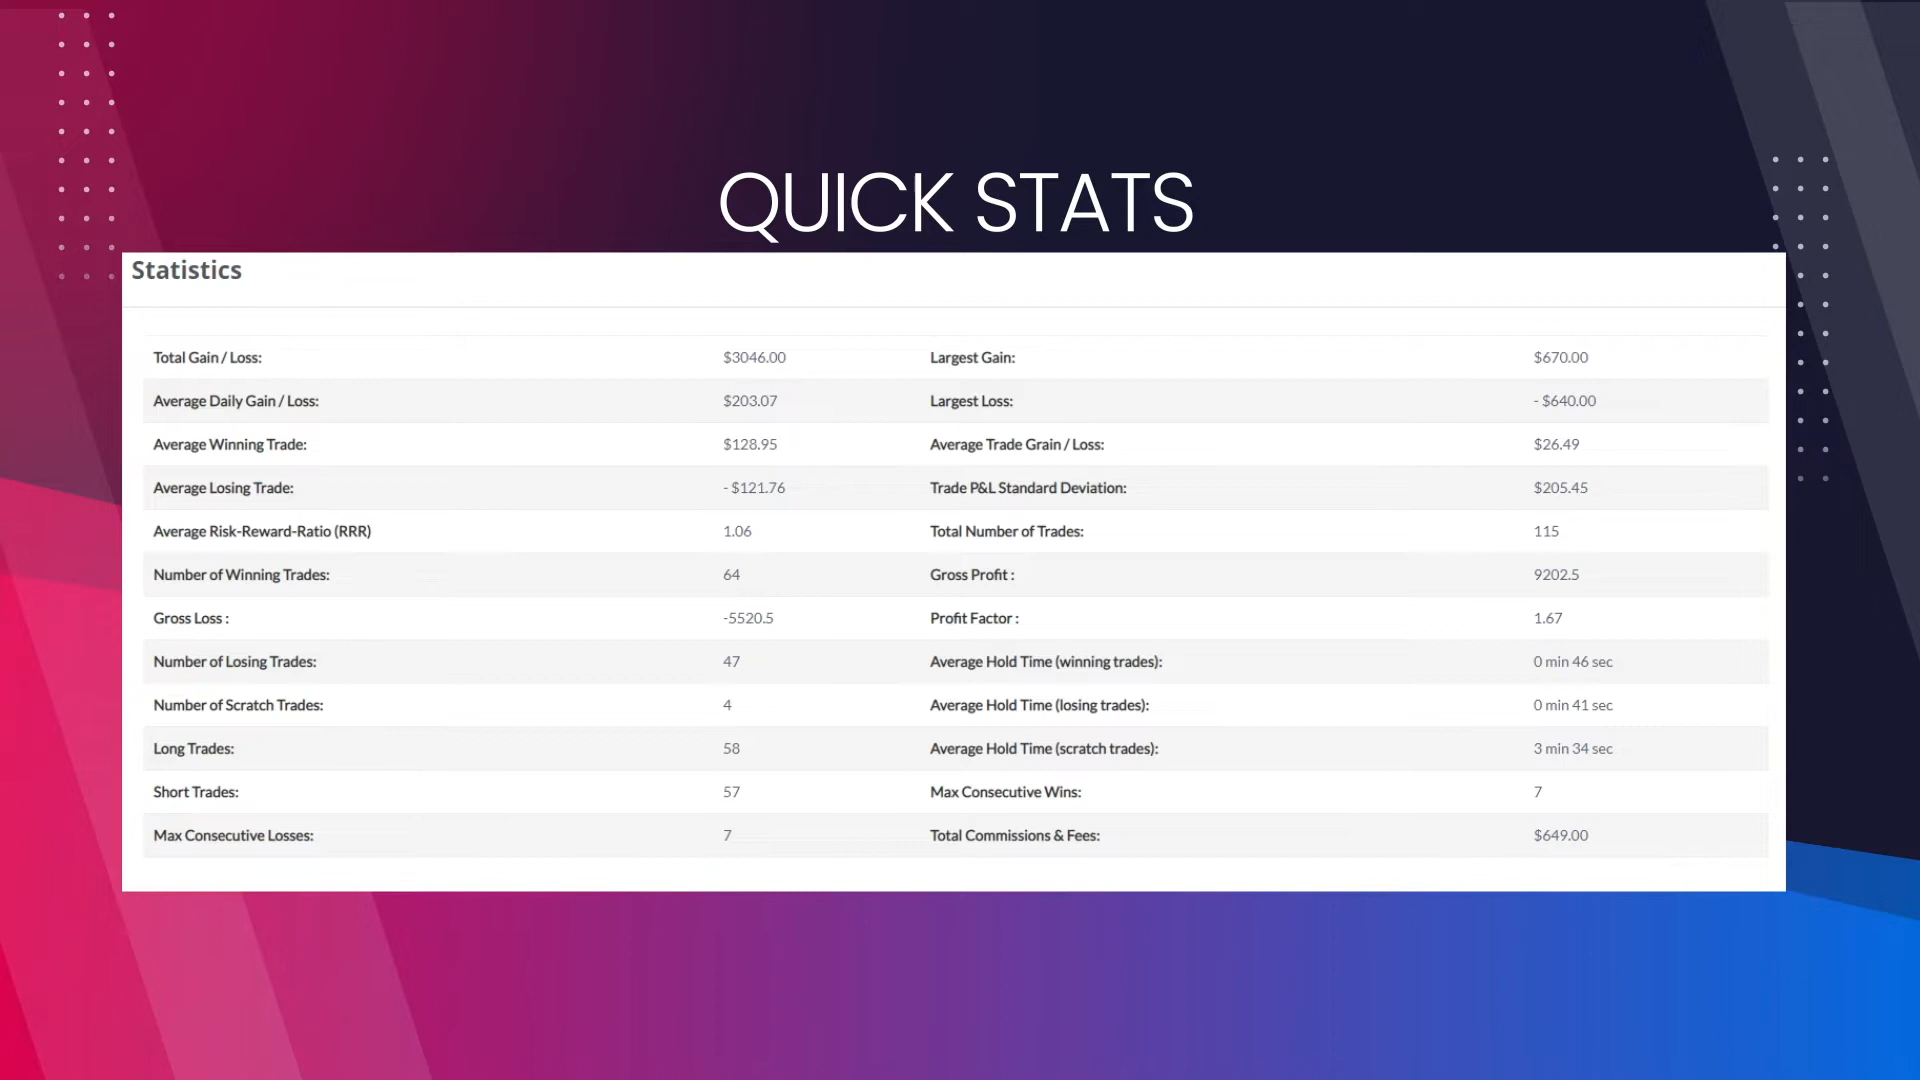 QUICK STATS
Statistics
Total Gain / Loss: $3046.00 Largest Gain: $670.00
Average Daily Gain / Loss: $203.07 Largest Loss: - $640.00
Average Winning Trade: $128.95 Average Trade Grain / Loss: $26.49
Average Losing Trade: - $121.76 Trade P&L Standard Deviation: $205.45
Average Risk-Reward-Ratio (RRR) 1.06 Total Number of Trades: 115
Number of Winning Trades: 64 Gross Profit : 9202.5
Gross Loss : -5520.5 Profit Factor : 1.67
Number of Losing Trades: 47 Average Hold Time (winning trades): 0 min 46 sec
Number of Scratch Trades: 4 Average Hold Time (losing trades): 0 min 41 sec
Long Trades: 58 Average Hold Time (scratch trades): 3 min 34 sec
Short Trades: 57 Max Consecutive Wins: 7
Max Consecutive Losses: 7 Total Commissions & Fees: $649.00